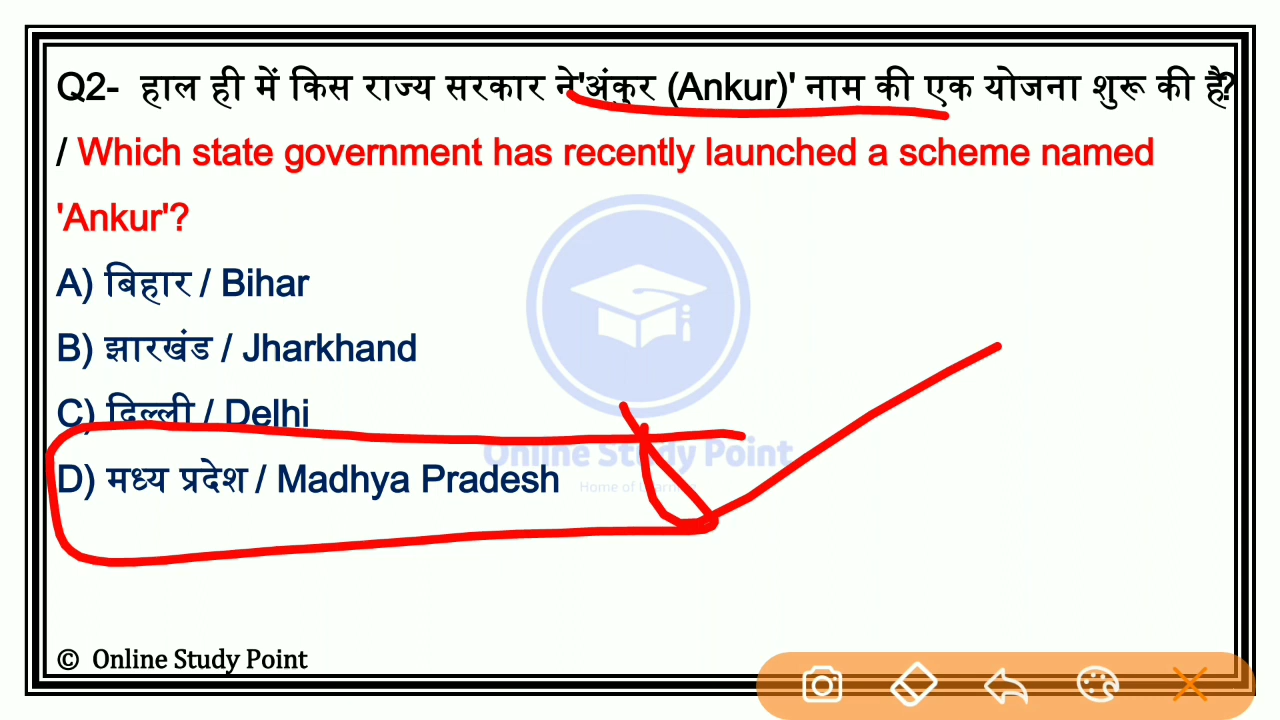 Q2- हाल ही में किस राज्य सरकार ने'अंकुर (Ankur)' नाम की एक योजना शुरू की है?
/ Which state government has recently launched a scheme named
'Ankur'?
A) बिहार / Bihar
B) झारखंड / Jharkhand
C) दिल्ली / Delhi
Online Study Point
D) मध्य प्रदेश / Madhya Pradesh
Home of
© Online Study Point